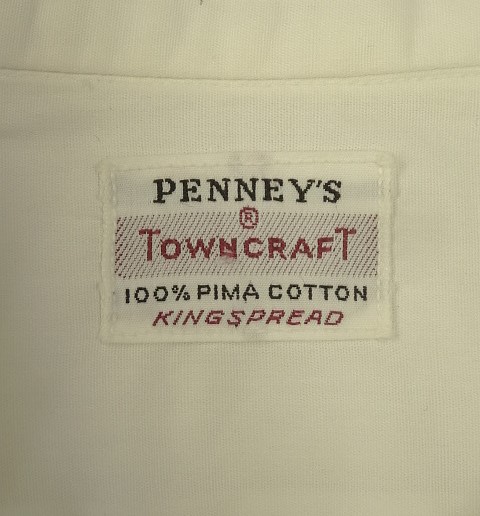 PENNEY'S
®
TOWNCRAFT
100% PIMA COTTON
KINGSPREAD